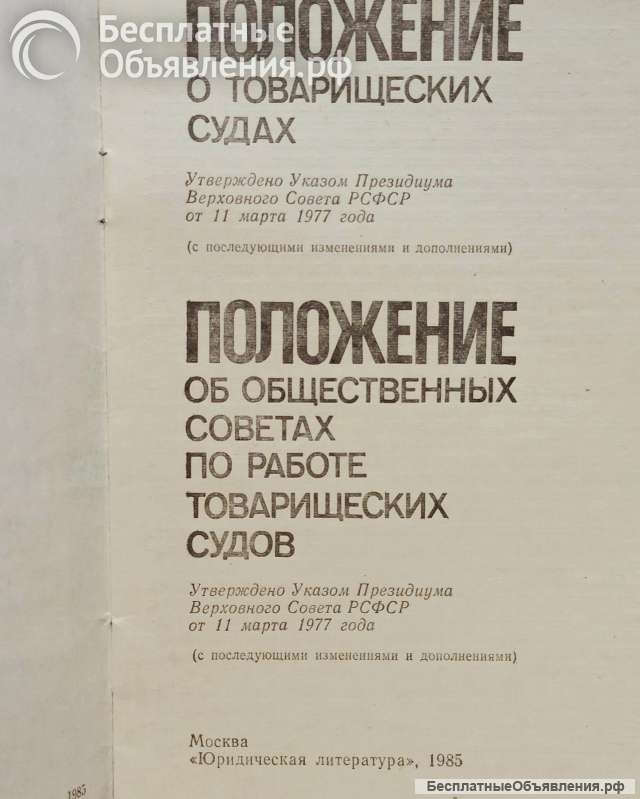 Бесплатные
Объявления.рф
ПОЛОЖЕНИЕ
О ТОВАРИЩЕСКИХ
СУДАХ
Утверждено Указом Президиума
Верховного Совета РСФСР
от 11 марта 1977 года
(с последующими изменениями и дополнениями)
ПОЛОЖЕНИЕ
ОБ ОБЩЕСТВЕННЫХ
СОВЕТАХ
ПО РАБОТЕ
ТОВАРИЩЕСКИХ
СУДОВ
Утверждено Указом Президиума
Верховного Совета РСФСР
от 11 марта 1977 года
(с последующими изменениями и дополнениями)
Москва
«Юридическая литература», 1985
1985
БесплатныеОбъявления.рф